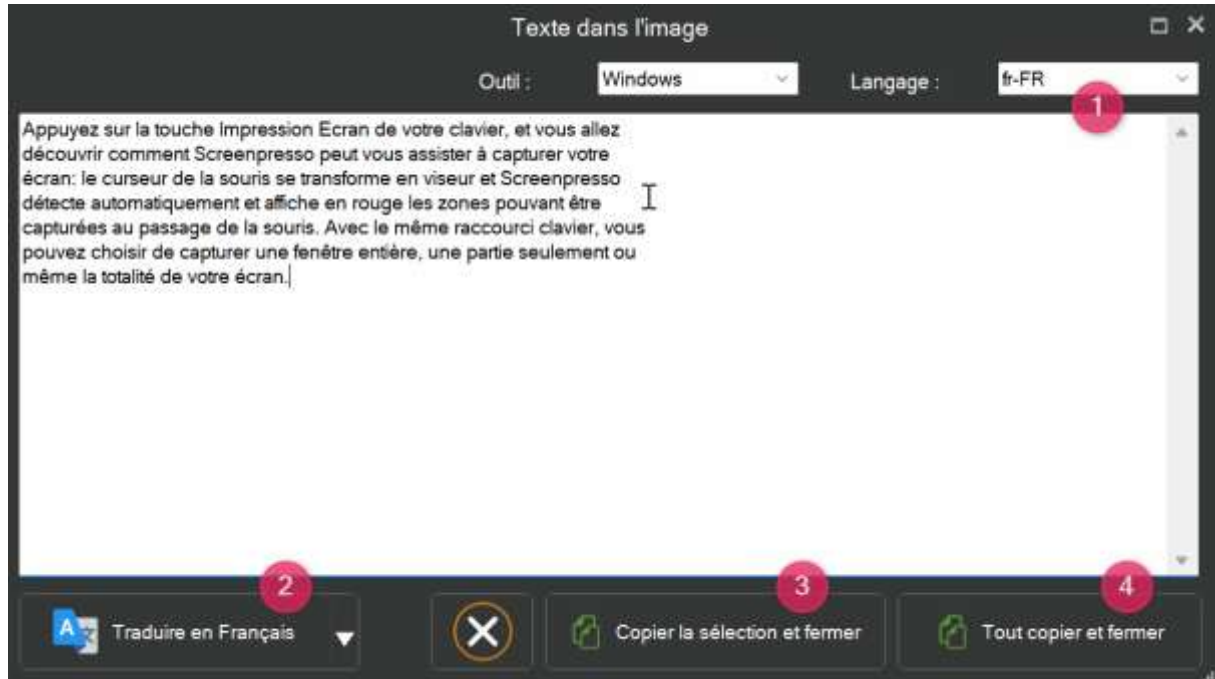 Texte dans l'image
Outil : Windows Langage : fr-FR
1
Appuyez sur la touche Impression Ecran de votre clavier, et vous allez
découvrir comment Screenpresso peut vous assister à capturer votre
écran: le curseur de la souris se transforme en viseur et Screenpresso
détecte automatiquement et affiche en rouge les zones pouvant être
capturées au passage de la souris. Avec le même raccourci clavier, vous
pouvez choisir de capturer une fenêtre entière, une partie seulement ou
même la totalité de votre écran.
2 3 4
A 文 Traduire en Français Copier la sélection et fermer Tout copier et fermer